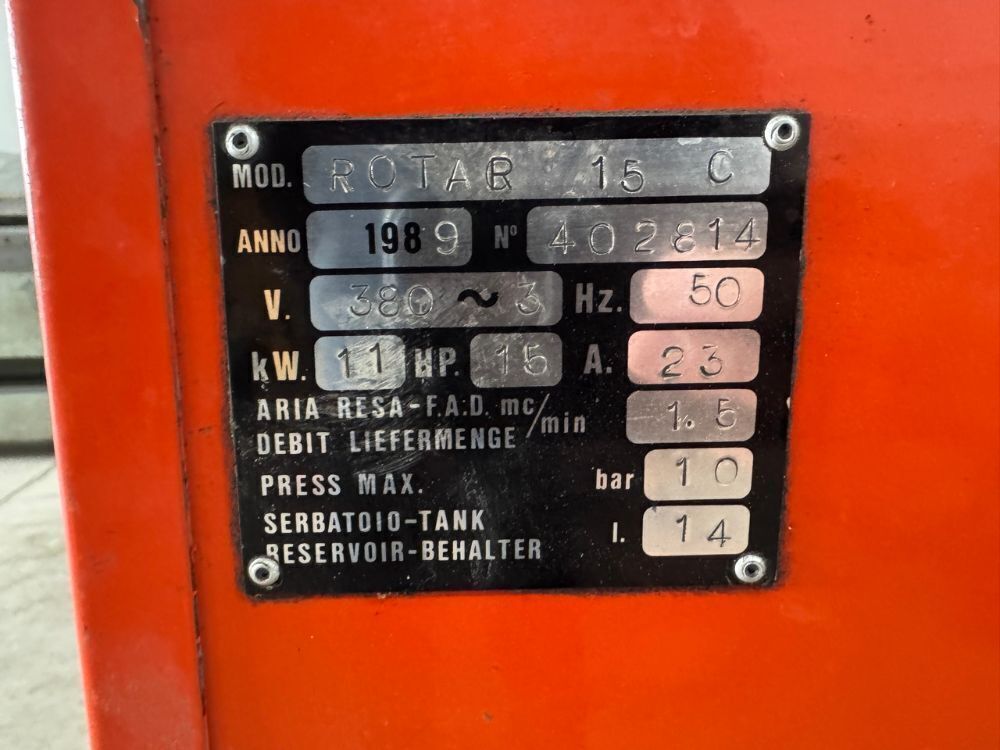 MOD. ROTAR 15 C
ANNO 1989 Nº 402814
V. 380 ~ 3 Hz. 50
kW. 11 HP. 15 A. 23
ARIA RESA-F.A.D. mc/min 1.5
DEBIT LIEFERMENGE
PRESS MAX. bar 10
SERBATOIO-TANK l. 14
RESERVOIR-BEHALTER